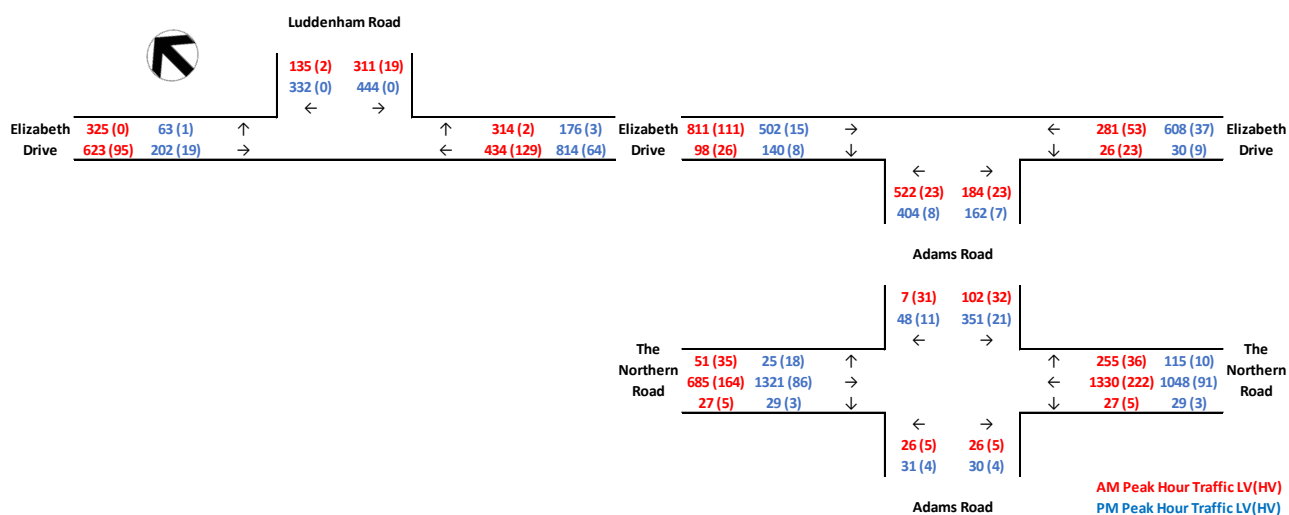 Luddenham Road
135 (2) 311 (19)
332 (0) 444 (0)
← →
Elizabeth Drive
325 (0) 63 (1) ↑
623 (95) 202 (19) →
↑ 314 (2) 176 (3)
← 434 (129) 814 (64)
Elizabeth Drive
811 (111) 502 (15) →
98 (26) 140 (8) ↓
← 281 (53) 608 (37)
↓ 26 (23) 30 (9)
Elizabeth Drive
← →
522 (23) 184 (23)
404 (8) 162 (7)
Adams Road
7 (31) 102 (32)
48 (11) 351 (21)
← →
The Northern Road
51 (35) 25 (18) ↑
685 (164) 1321 (86) →
27 (5) 29 (3) ↓
↑ 255 (36) 115 (10)
← 1330 (222) 1048 (91)
↓ 27 (5) 29 (3)
The Northern Road
← →
26 (5) 26 (5)
31 (4) 30 (4)
Adams Road
AM Peak Hour Traffic LV(HV)
PM Peak Hour Traffic LV(HV)